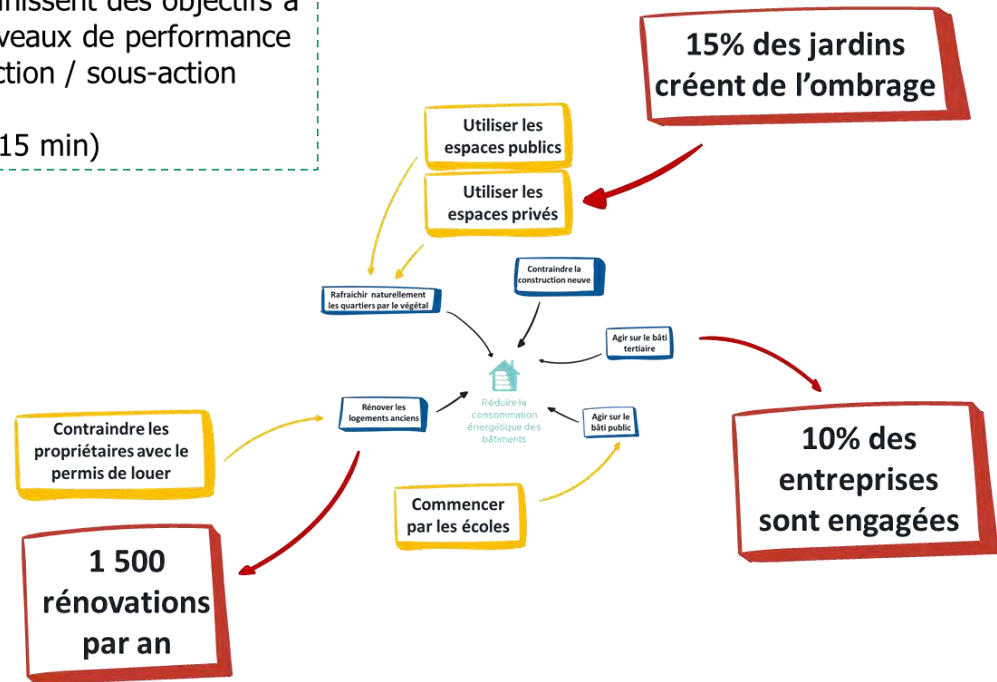 nissent des objectifs à
veaux de performance
ction / sous-action
15 min)
15% des jardins
créent de l'ombrage
Utiliser les
espaces publics
Utiliser les
espaces privés
Contraindre la
construction neuve
Rafraichir naturellement
les quartiers par le végétal
Agir sur le bâti
tertiaire
Réduire la
consommation
énergétique des
bâtiments
Rénover les
logements anciens
Agir sur le
bâti public
Contraindre les
propriétaires avec le
permis de louer
Commencer
par les écoles
10% des
entreprises
sont engagées
1 500
rénovations
par an